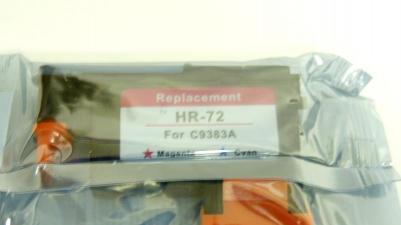 Replacement
HR-72
For C9383A
★ Magenta ★ Cyan